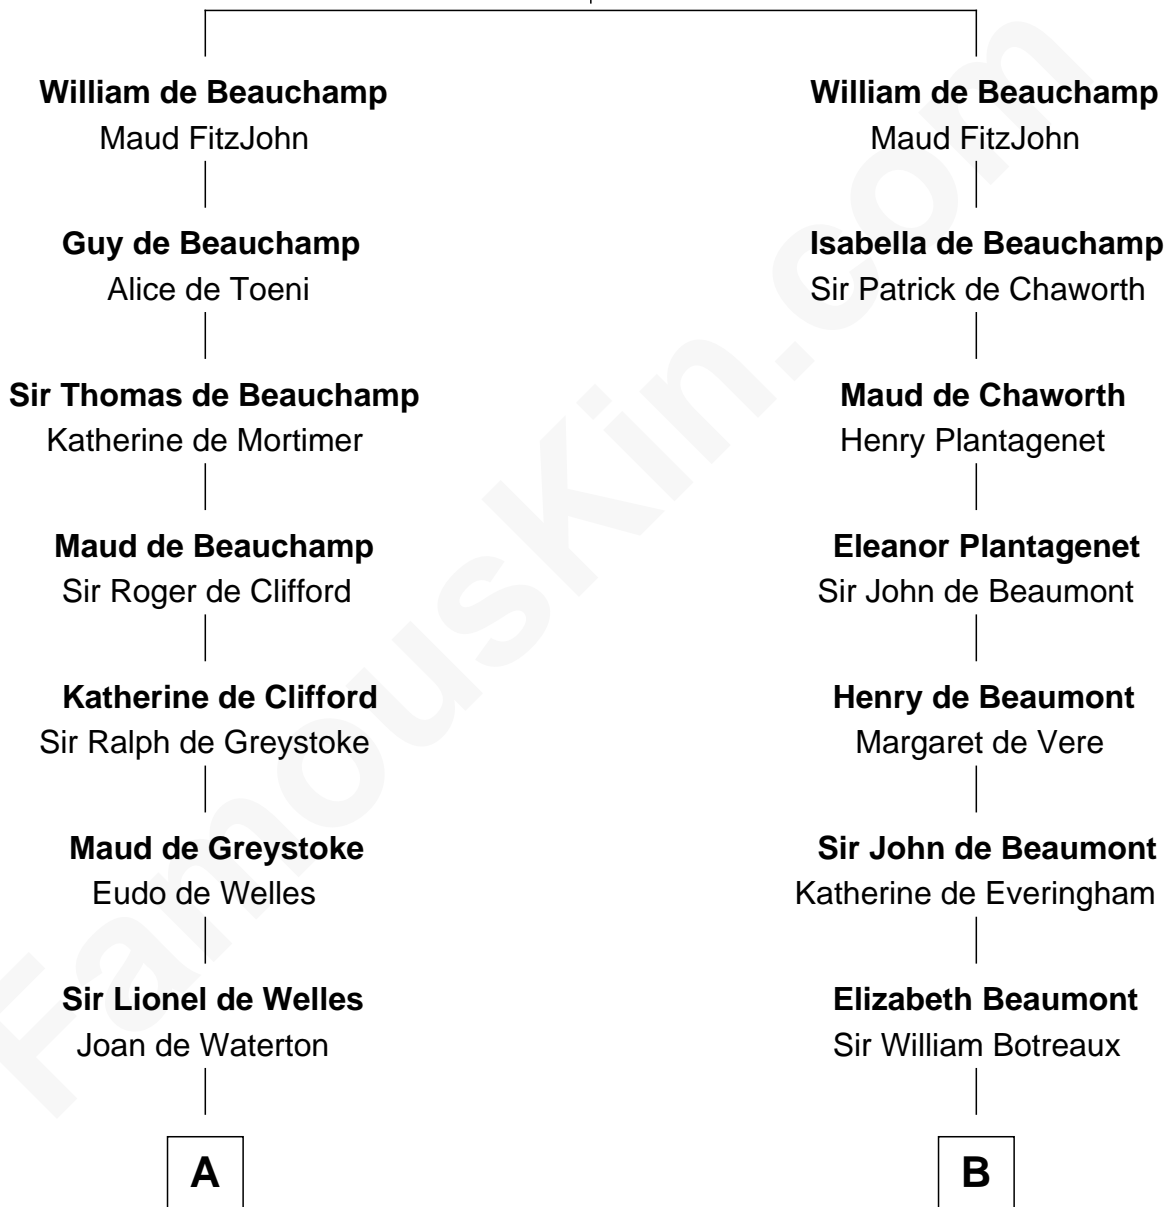 William de Beauchamp
Maud FitzJohn
Guy de Beauchamp
Alice de Toeni
Sir Thomas de Beauchamp
Katherine de Mortimer
Maud de Beauchamp
Sir Roger de Clifford
Katherine de Clifford
Sir Ralph de Greystoke
Maud de Greystoke
Eudo de Welles
Sir Lionel de Welles
Joan de Waterton
A
William de Beauchamp
Maud FitzJohn
Isabella de Beauchamp
Sir Patrick de Chaworth
Maud de Chaworth
Henry Plantagenet
Eleanor Plantagenet
Sir John de Beaumont
Henry de Beaumont
Margaret de Vere
Sir John de Beaumont
Katherine de Everingham
Elizabeth Beaumont
Sir William Botreaux
B
FamousKin.com